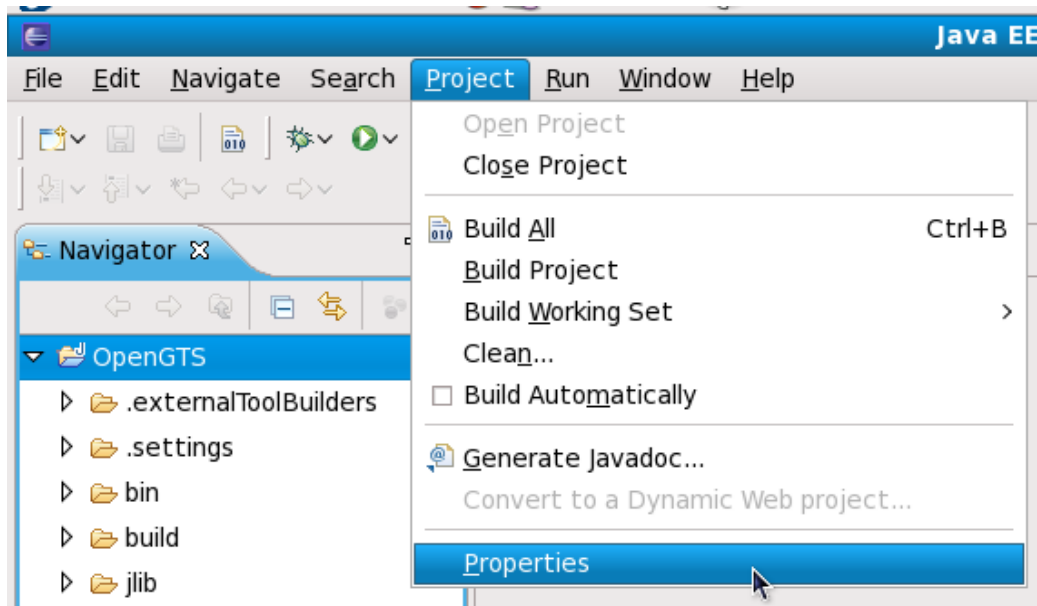 Java EE
File Edit Navigate Search Project Run Window Help
Open Project
Close Project
010
Navigator
010 Build All Ctrl+B
Build Project
Build Working Set
Clean...
OpenGTS
.externalToolBuilders
Build Automatically
.settings
@ Generate Javadoc...
bin
Convert to a Dynamic Web project...
build
Properties
jlib